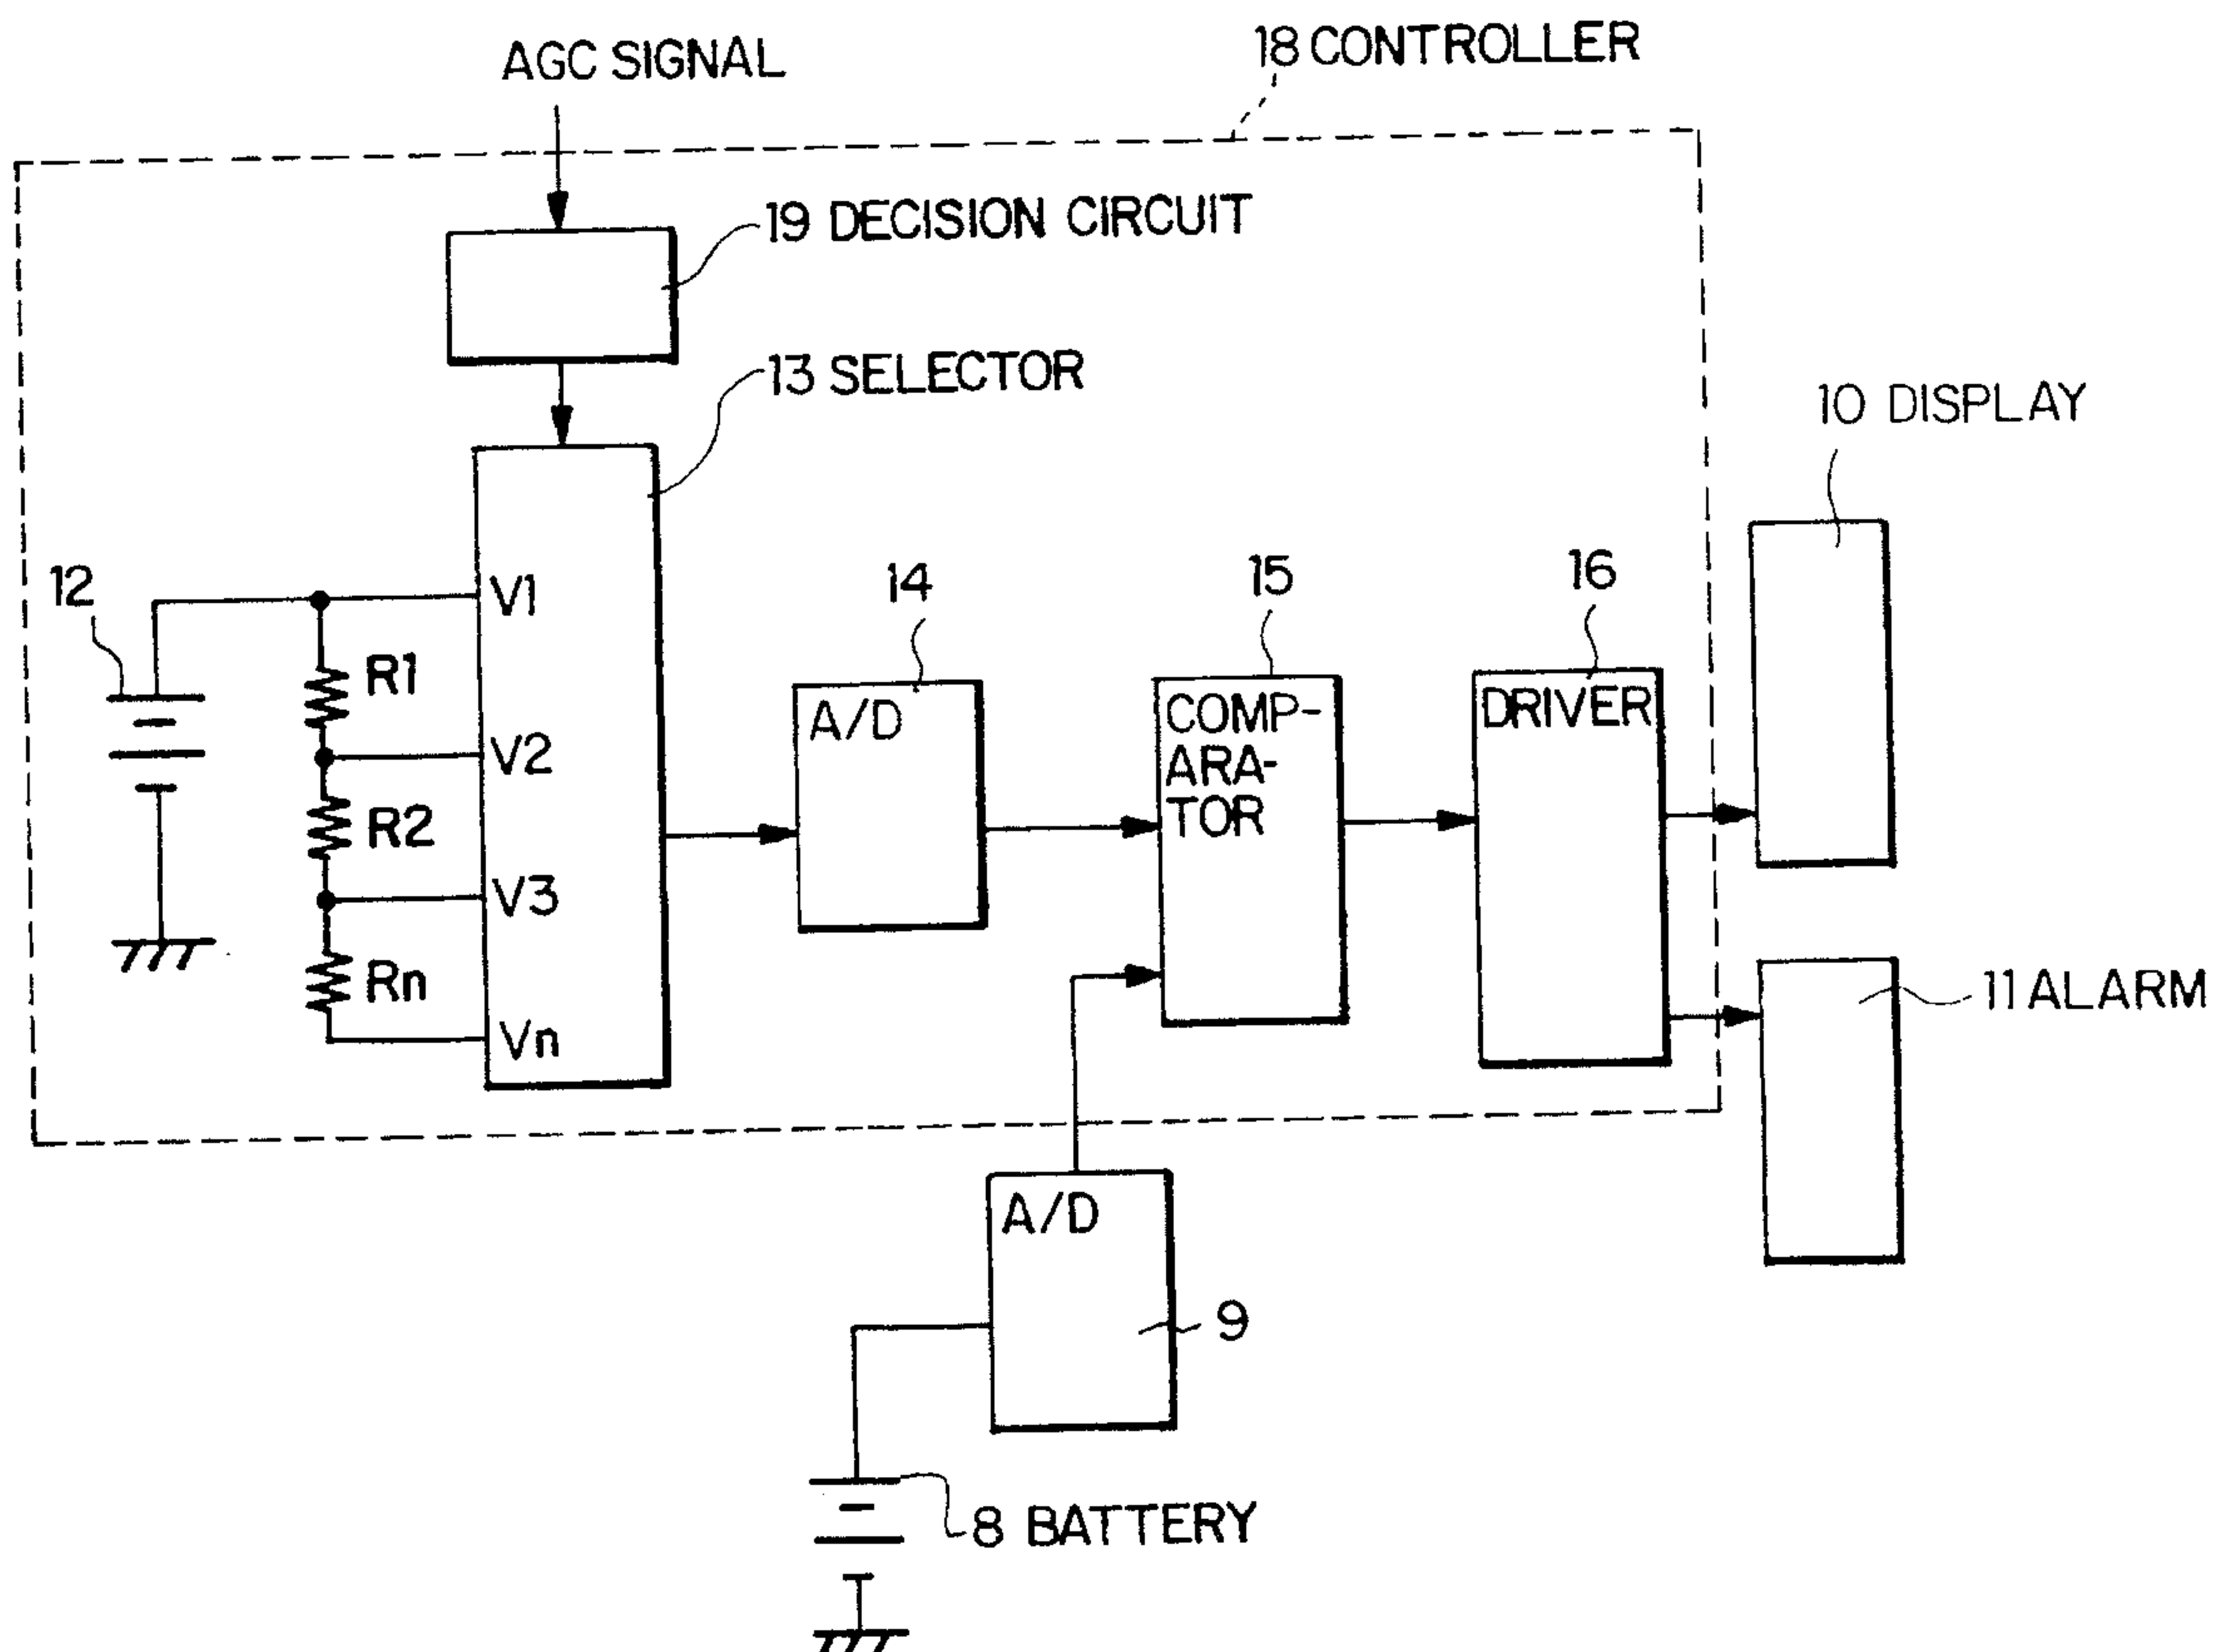 AGC SIGNAL
18 CONTROLLER
19 DECISION CIRCUIT
13 SELECTOR
10 DISPLAY
12
V1
R1
V2
R2
V3
Rn
Vn
14
A/D
15
COMP-
ARA-
TOR
16
DRIVER
11 ALARM
A/D
9
8 BATTERY